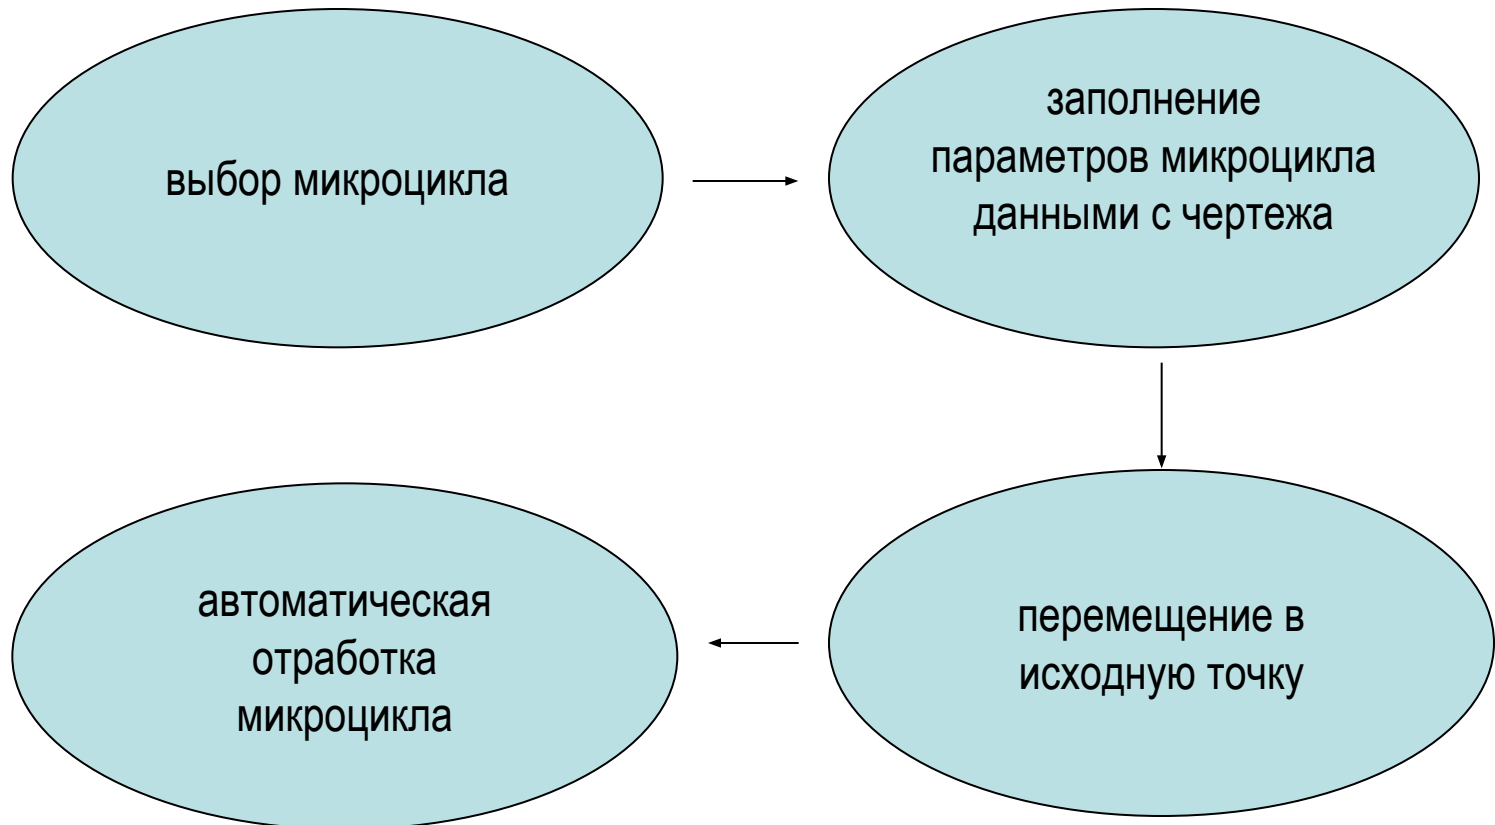 выбор микроцикла
заполнение
параметров микроцикла
данными с чертежа
перемещение в
исходную точку
автоматическая
отработка
микроцикла